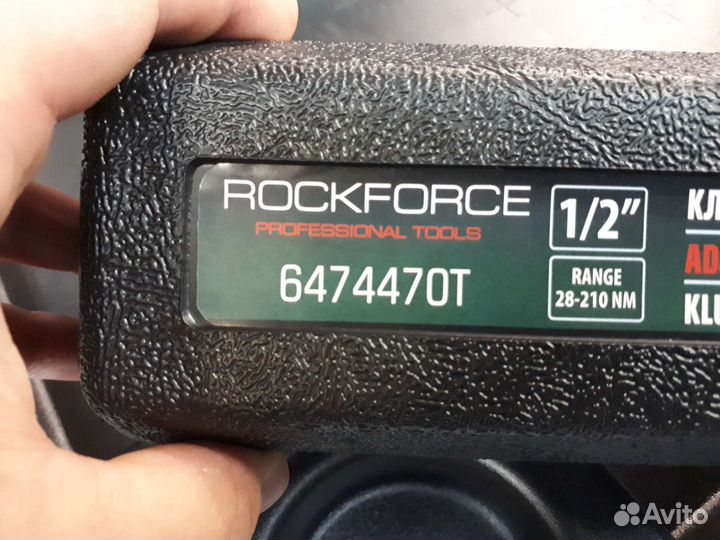 ROCKFORCE
PROFESSIONAL TOOLS
6474470T
1/2"
RANGE
28-210 NM
Avito